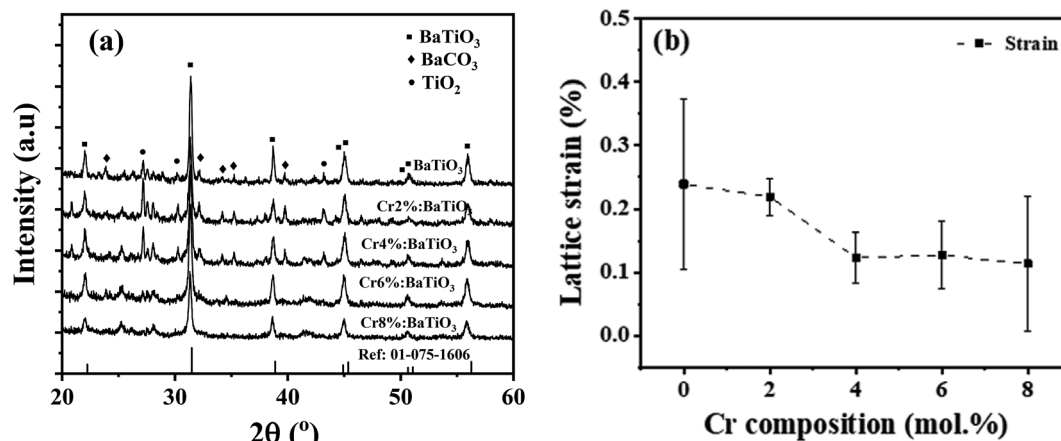 (a)
■ BaTiO₃
♦ BaCO₃
● TiO₂
Intensity (a.u)
BaTiO₃
Cr2%:BaTiO
Cr4%:BaTiO₃
Cr6%:BaTiO₃
Cr8%:BaTiO₃
Ref: 01-075-1606
20 30 40 50 60
2θ (°)
(b)
Strain
Lattice strain (%)
0.5
0.4
0.3
0.2
0.1
0.0
0 2 4 6 8
Cr composition (mol.%)